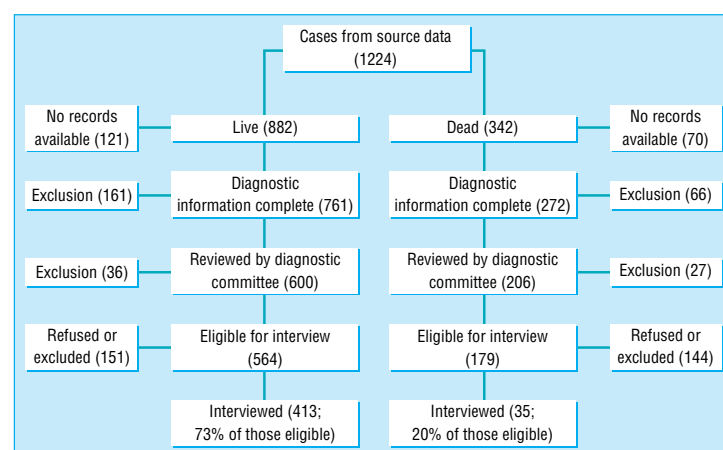 Cases from source data
(1224)
No records
available (121)
Live (882)
Dead (342)
No records
available (70)
Exclusion (161)
Diagnostic
information complete (761)
Diagnostic
information complete (272)
Exclusion (66)
Exclusion (36)
Reviewed by diagnostic
committee (600)
Reviewed by diagnostic
committee (206)
Exclusion (27)
Refused or
excluded (151)
Eligible for interview
(564)
Eligible for interview
(179)
Refused or
excluded (144)
Interviewed (413;
73% of those eligible)
Interviewed (35;
20% of those eligible)